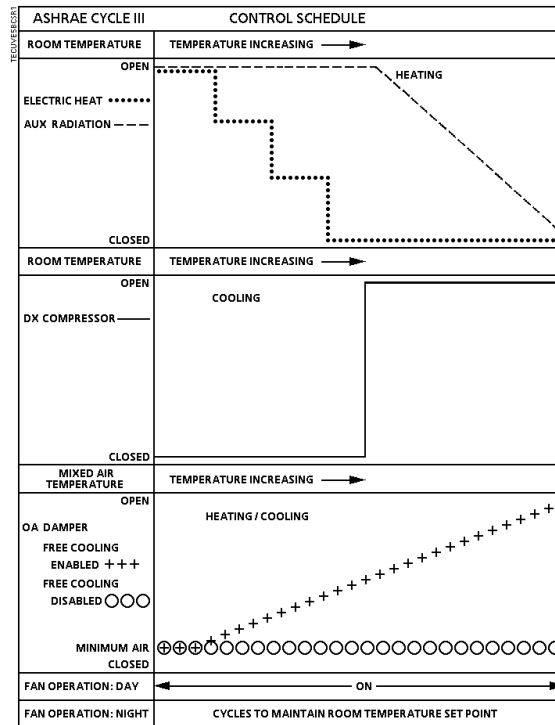 TECUVESBCSR1
ASHRAE CYCLE III CONTROL SCHEDULE
ROOM TEMPERATURE TEMPERATURE INCREASING
OPEN
HEATING
ELECTRIC HEAT
AUX RADIATION
CLOSED
ROOM TEMPERATURE TEMPERATURE INCREASING
OPEN
COOLING
DX COMPRESSOR
CLOSED
MIXED AIR
TEMPERATURE TEMPERATURE INCREASING
OPEN
HEATING / COOLING
OA DAMPER
FREE COOLING
ENABLED +++
FREE COOLING
DISABLED
MINIMUM AIR
CLOSED
FAN OPERATION: DAY ON
FAN OPERATION: NIGHT CYCLES TO MAINTAIN ROOM TEMPERATURE SET POINT